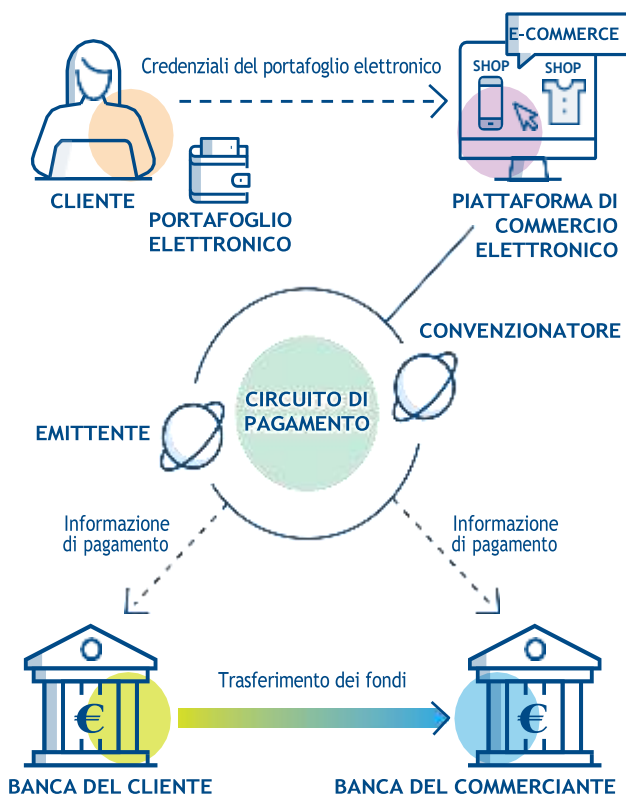 E-COMMERCE
Credenziali del portafoglio elettronico
SHOP
SHOP
CLIENTE
PORTAFOGLIO
ELETTRONICO
PIATTAFORMA DI
COMMERCIO
ELETTRONICO
CONVENZIONATORE
CIRCUITO DI
PAGAMENTO
EMITTENTE
Informazione
di pagamento
Informazione
di pagamento
Trasferimento dei fondi
€
€
BANCA DEL CLIENTE
BANCA DEL COMMERCIANTE